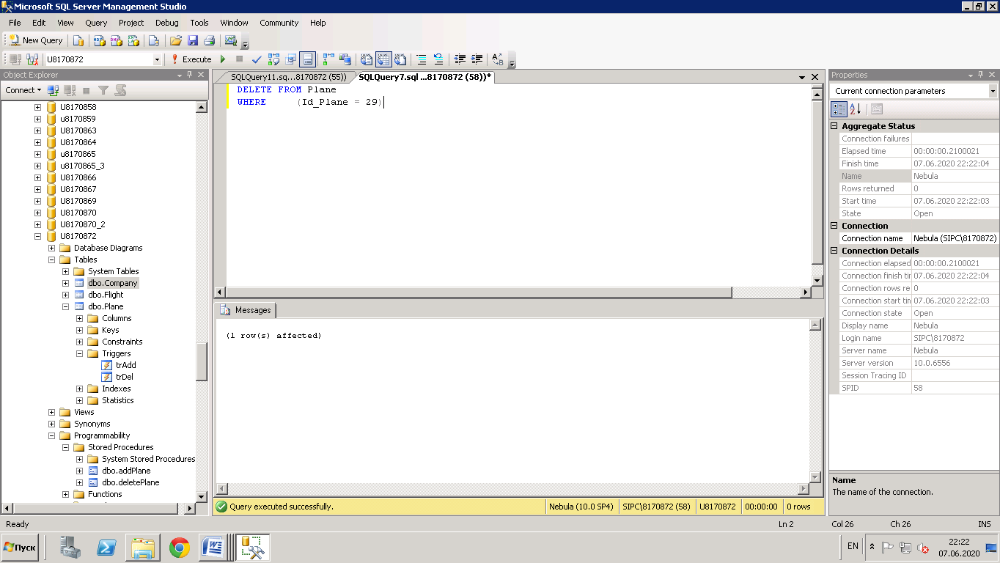 Microsoft SQL Server Management Studio
File Edit View Query Project Debug Tools Window Community Help
New Query
U8170872 Execute
Object Explorer
Connect
U8170858
u8170859
U8170863
U8170864
u8170865
u8170865_3
U8170866
U8170867
U8170869
U8170870
U8170870_2
U8170872
Database Diagrams
Tables
System Tables
dbo.Company
dbo.Flight
dbo.Plane
Columns
Keys
Constraints
Triggers
trAdd
trDel
Indexes
Statistics
Views
Synonyms
Programmability
Stored Procedures
System Stored Procedures
dbo.addPlane
dbo.deletePlane
Functions
SQLQuery11.sq...8170872 (55)) SQLQuery7.sql ...8170872 (58))*
DELETE FROM Plane
WHERE (Id_Plane = 29)
Messages
(1 row(s) affected)
Query executed successfully. Nebula (10.0 SP4) SIPC\8170872 (58) U8170872 00:00:00 0 rows
Properties
Current connection parameters
Aggregate Status
Connection failures
Elapsed time 00:00:00.2100021
Finish time 07.06.2020 22:22:04
Name Nebula
Rows returned 0
Start time 07.06.2020 22:22:03
State Open
Connection
Connection name Nebula (SIPC\8170872)
Connection Details
Connection elapsed 00:00:00.2100021
Connection finish tir 07.06.2020 22:22:04
Connection rows re 0
Connection start tin 07.06.2020 22:22:03
Connection state Open
Display name Nebula
Login name SIPC\8170872
Server name Nebula
Server version 10.0.6556
Session Tracing ID
SPID 58
Name
The name of the connection.
Ready Ln 2 Col 26 Ch 26 INS
Пуск EN 22:22
07.06.2020